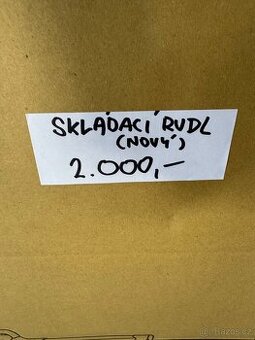 SKLÁDACÍ RUDL
(NOVÝ)
2.000,-